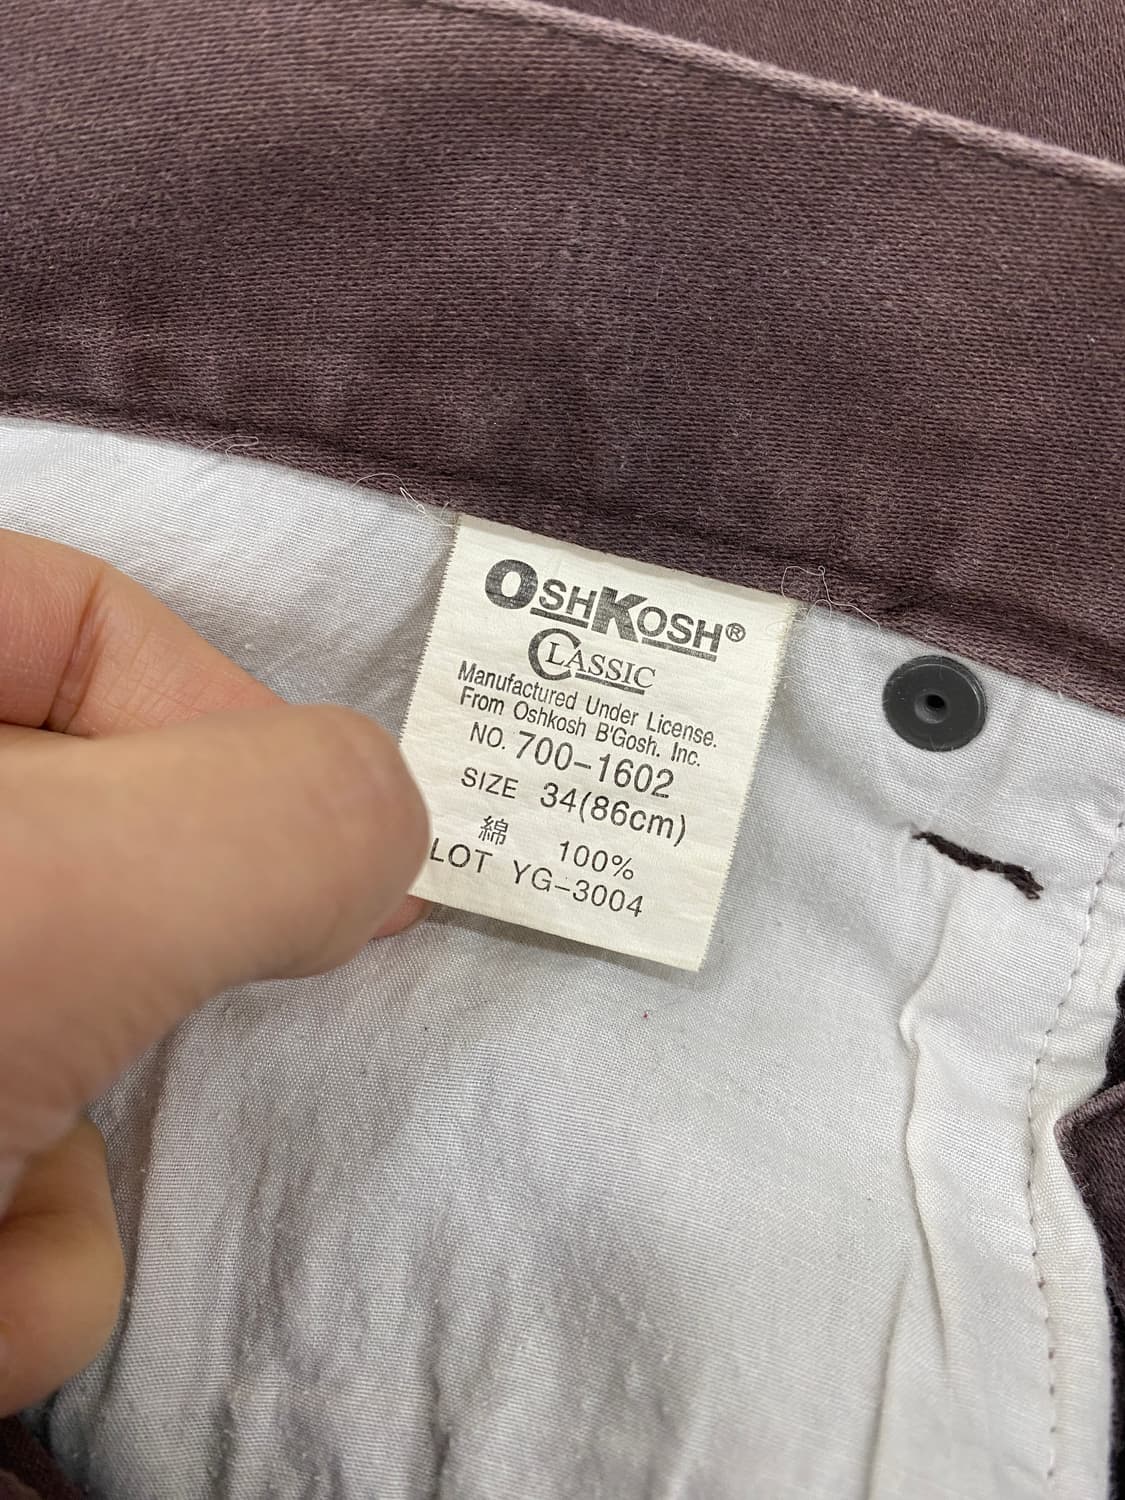 OSHKOSH®
CLASSIC
Manufactured Under License.
From Oshkosh B'Gosh. Inc.
NO. 700-1602
SIZE 34(86cm)
綿 100%
LOT YG-3004